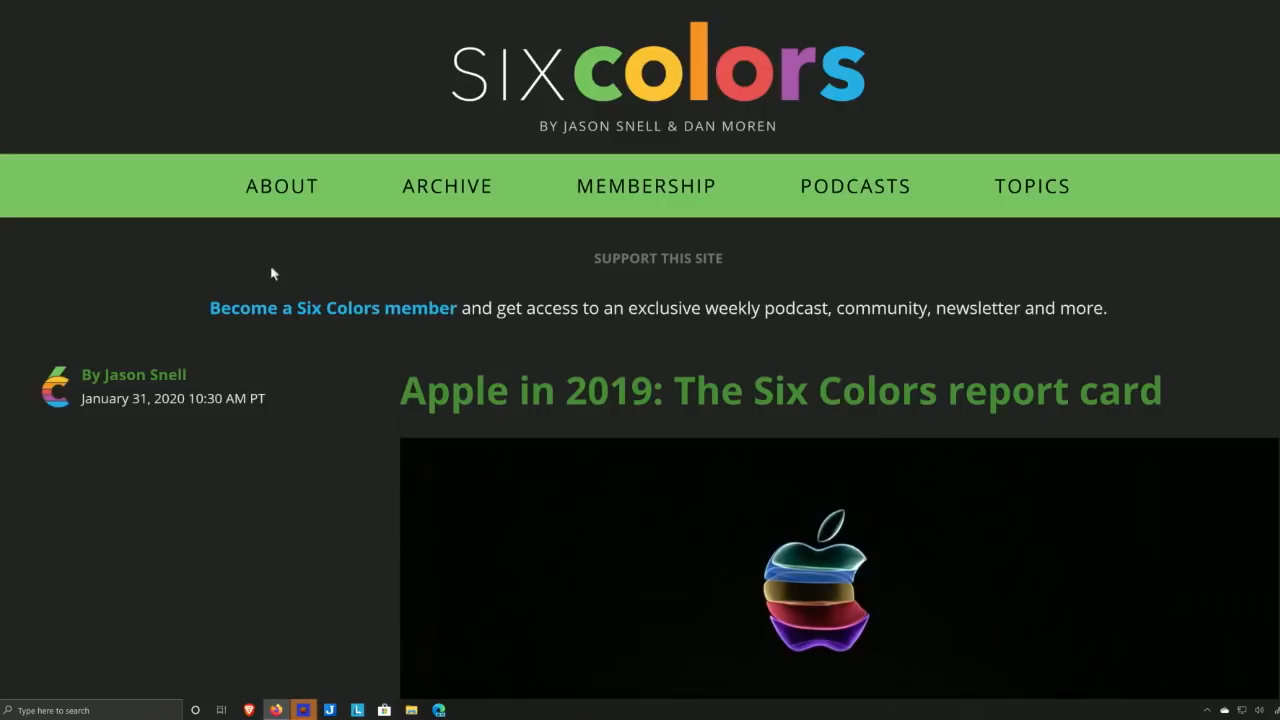 SIXcolors
BY JASON SNELL & DAN MOREN
ABOUT ARCHIVE MEMBERSHIP PODCASTS TOPICS
SUPPORT THIS SITE
Become a Six Colors member and get access to an exclusive weekly podcast, community, newsletter and more.
By Jason Snell
January 31, 2020 10:30 AM PT
Apple in 2019: The Six Colors report card
Type here to search